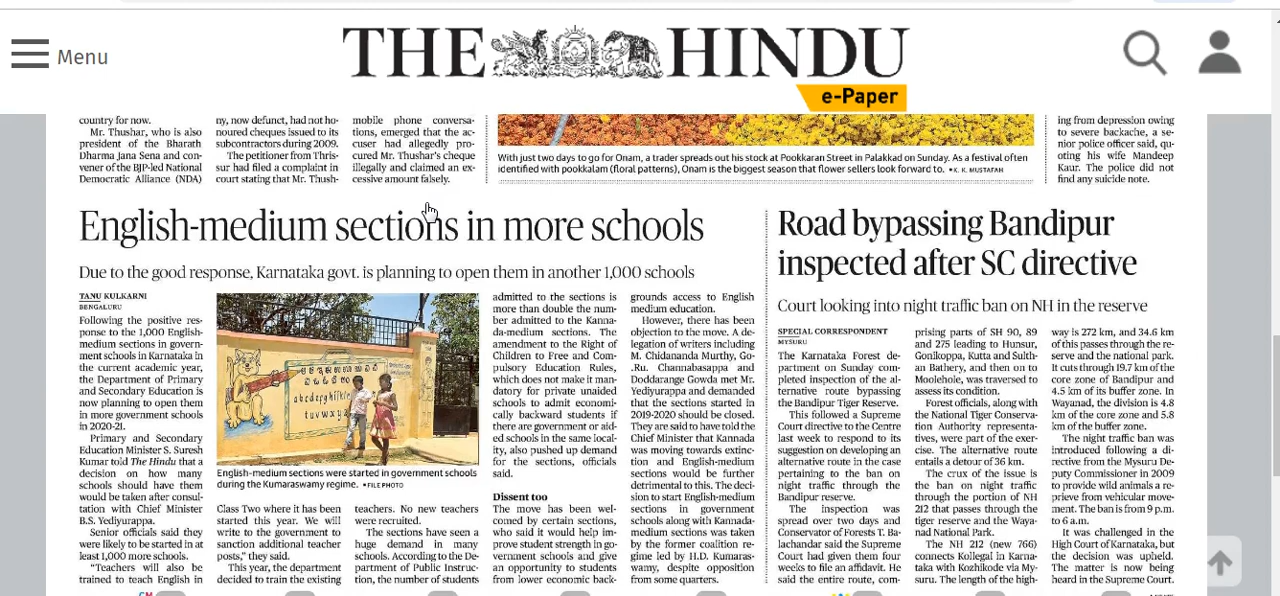 Menu
THE HINDU
e-Paper
country for now.
Mr. Thushar, who is also
president of the Bharath
Dharma Jana Sena and con-
vener of the BJP-led National
Democratic Alliance (NDA)
ny, now defunct, had not ho-
noured cheques issued to its
subcontractors during 2009.
The petitioner from Thris-
sur had filed a complaint in
court stating that Mr. Thush-
mobile phone conversa-
tions, emerged that the ac-
cuser had allegedly pro-
cured Mr. Thushar's cheque
illegally and claimed an ex-
cessive amount falsely.
With just two days to go for Onam, a trader spreads out his stock at Pookkaran Street in Palakkad on Sunday. As a festival often
identified with pookkalam (floral patterns), Onam is the biggest season that flower sellers look forward to. •K. K. MUSTAFAH
ing from depression owing
to severe backache, a se-
nior police officer said, qu-
oting his wife Mandeep
Kaur. The police did not
find any suicide note.
English-medium sections in more schools
Due to the good response, Karnataka govt. is planning to open them in another 1,000 schools
TANU KULKARNI
BENGALURU
Following the positive res-
ponse to the 1,000 English-
medium sections in govern-
ment schools in Karnataka in
the current academic year,
the Department of Primary
and Secondary Education is
now planning to open them
in more government schools
in 2020-21.
Primary and Secondary
Education Minister S. Suresh
Kumar told The Hindu that a
decision on how many
schools should have them
would be taken after consul-
tation with Chief Minister
B.S. Yediyurappa.
Senior officials said they
were likely to be started in at
least 1,000 more schools.
"Teachers will also be
trained to teach English in
English-medium sections were started in government schools
during the Kumaraswamy regime. •FILE PHOTO
Class Two where it has been
started this year. We will
write to the government to
sanction additional teacher
posts," they said.
This year, the department
decided to train the existing
teachers. No new teachers
were recruited.
The sections have seen a
huge demand in many
schools. According to the De-
partment of Public Instruc-
tion, the number of students
admitted to the sections is
more than double the num-
ber admitted to the Kanna-
da-medium sections. The
amendment to the Right of
Children to Free and Com-
pulsory Education Rules,
which does not make it man-
datory for private unaided
schools to admit economi-
cally backward students if
there are government or aid-
ed schools in the same local-
ity, also pushed up demand
for the sections, officials
said.
Dissent too
The move has been wel-
comed by certain sections,
who said it would help im-
prove student strength in go-
vernment schools and give
an opportunity to students
from lower economic back-
grounds access to English
medium education.
However, there has been
objection to the move. A de-
legation of writers including
M. Chidananda Murthy, Go-
.Ru. Channabasappa and
Doddarange Gowda met Mr.
Yediyurappa and demanded
that the sections started in
2019-2020 should be closed.
They are said to have told the
Chief Minister that Kannada
was moving towards extinc-
tion and English-medium
sections would be further
detrimental to this. The deci-
sion to start English-medium
sections in government
schools along with Kannada-
medium sections was taken
by the former coalition re-
gime led by H.D. Kumaras-
wamy, despite opposition
from some quarters.
Road bypassing Bandipur
inspected after SC directive
Court looking into night traffic ban on NH in the reserve
SPECIAL CORRESPONDENT
MYSURU
The Karnataka Forest de-
partment on Sunday com-
pleted inspection of the al-
ternative route bypassing
the Bandipur Tiger Reserve.
This followed a Supreme
Court directive to the Centre
last week to respond to its
suggestion on developing an
alternative route in the case
pertaining to the ban on
night traffic through the
Bandipur reserve.
The inspection was
spread over two days and
Conservator of Forests T. Ba-
lachandar said the Supreme
Court had given them four
weeks to file an affidavit. He
said the entire route, com-
prising parts of SH 90, 89
and 275 leading to Hunsur,
Gonikoppa, Kutta and Sulth-
an Bathery, and then on to
Moolehole, was traversed to
assess its condition.
Forest officials, along with
the National Tiger Conserva-
tion Authority representa-
tives, were part of the exer-
cise. The alternative route
entails a detour of 36 km.
The crux of the issue is
the ban on night traffic
through the portion of NH
212 that passes through the
tiger reserve and the Waya-
nad National Park.
The NH 212 (new 766)
connects Kollegal in Karna-
taka with Kozhikode via My-
suru. The length of the high-
way is 272 km, and 34.6 km
of this passes through the re-
serve and the national park.
It cuts through 19.7 km of the
core zone of Bandipur and
4.5 km of its buffer zone. In
Wayanad, the division is 4.8
km of the core zone and 5.8
km of the buffer zone.
The night traffic ban was
introduced following a di-
rective from the Mysuru De-
puty Commissioner in 2009
to provide wild animals a re-
prieve from vehicular move-
ment. The ban is from 9 p.m.
to 6 a.m.
It was challenged in the
High Court of Karnataka, but
the decision was upheld.
The matter is now being
heard in the Supreme Court.